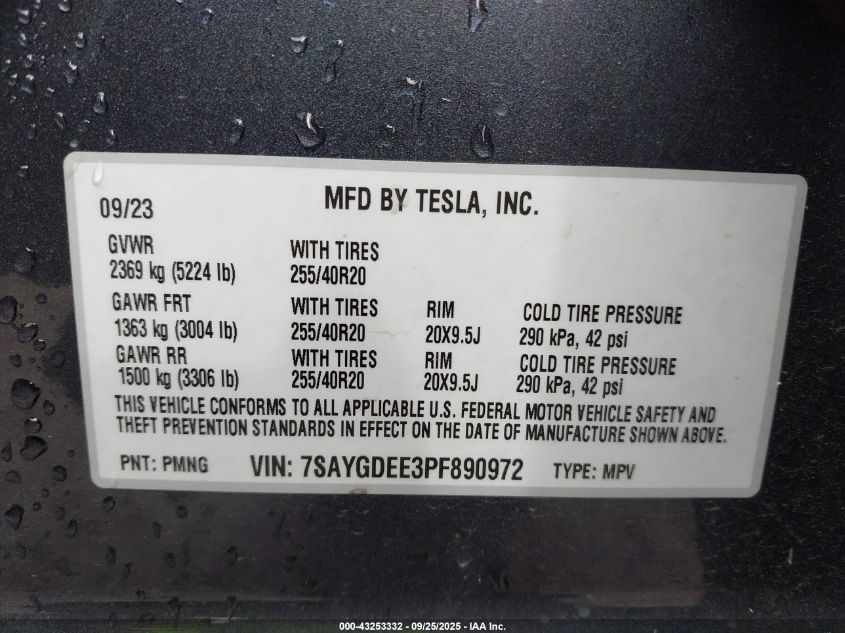 09/23
MFD BY TESLA, INC.
GVWR WITH TIRES
2369 kg (5224 lb) 255/40R20
GAWR FRT WITH TIRES RIM COLD TIRE PRESSURE
1363 kg (3004 lb) 255/40R20 20X9.5J 290 kPa, 42 psi
GAWR RR WITH TIRES RIM COLD TIRE PRESSURE
1500 kg (3306 lb) 255/40R20 20X9.5J 290 kPa, 42 psi
THIS VEHICLE CONFORMS TO ALL APPLICABLE U.S. FEDERAL MOTOR VEHICLE SAFETY AND
THEFT PREVENTION STANDARDS IN EFFECT ON THE DATE OF MANUFACTURE SHOWN ABOVE.
PNT: PMNG VIN: 7SAYGDEE3PF890972 TYPE: MPV
000-43253332 - 09/25/2025 - IAA Inc.